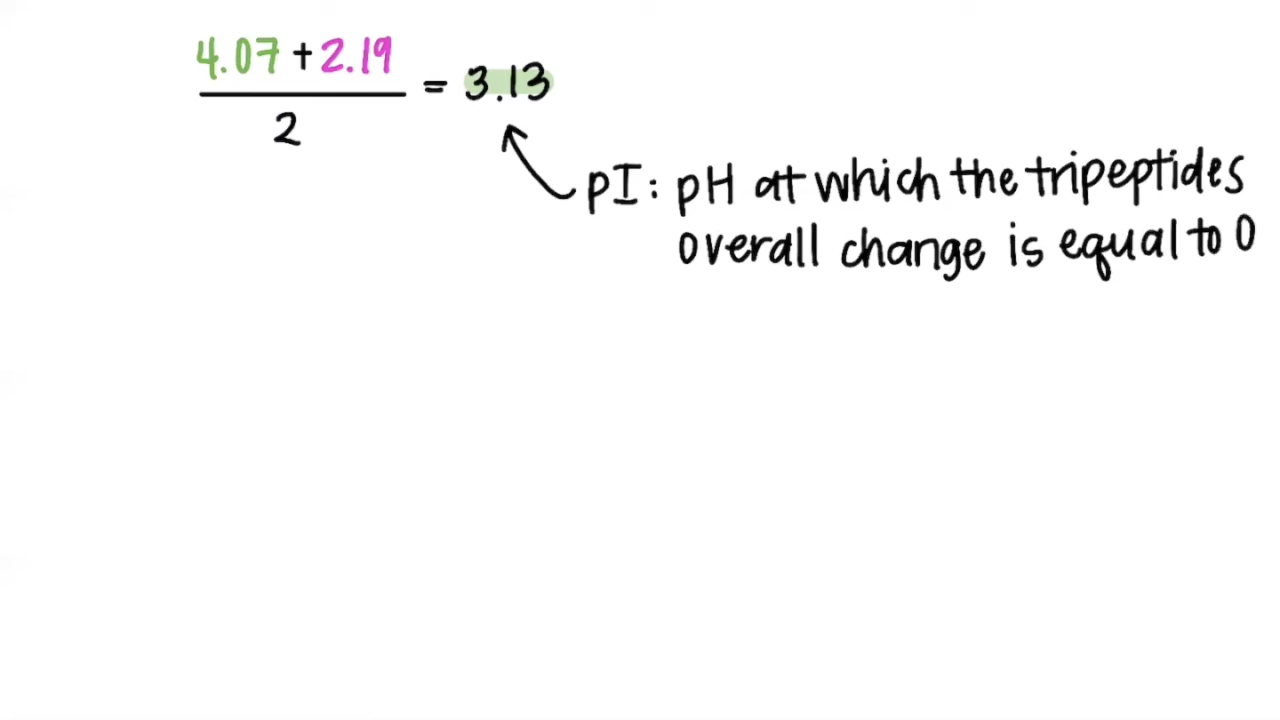 4.07 + 2.19
2
= 3.13
pI: pH at which the tripeptides
overall change is equal to 0